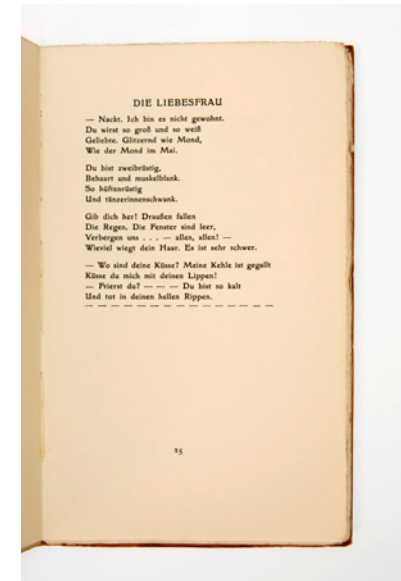 DIE LIEBESFRAU
— Nackt. Ich bin es nicht gewohnt.
Du wirst so groß und so weiß
Geliebte. Glitzernd wie Mond,
Wie der Mond im Mai.
Du bist zweibrüstig,
Behaart und muskelblank.
So hüftenrüstig
Und tänzerinnenschwank.
Gib dich her! Draußen fallen
Die Regen. Die Fenster sind leer,
Verbergen uns . . . — allen, allen! —
Wieviel wiegt dein Haar. Es ist sehr schwer.
— Wo sind deine Küsse? Meine Kehle ist gegallt
Küsse du mich mit deinen Lippen!
— Frierst du? — — — Du bist so kalt
Und tot in deinen hellen Rippen.
— — — — — — — — — — — — — — — —
25